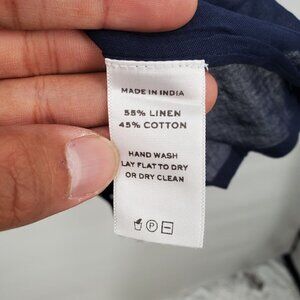 MADE IN INDIA
55% LINEN
45% COTTON
HAND WASH
LAY FLAT TO DRY
OR DRY CLEAN
P